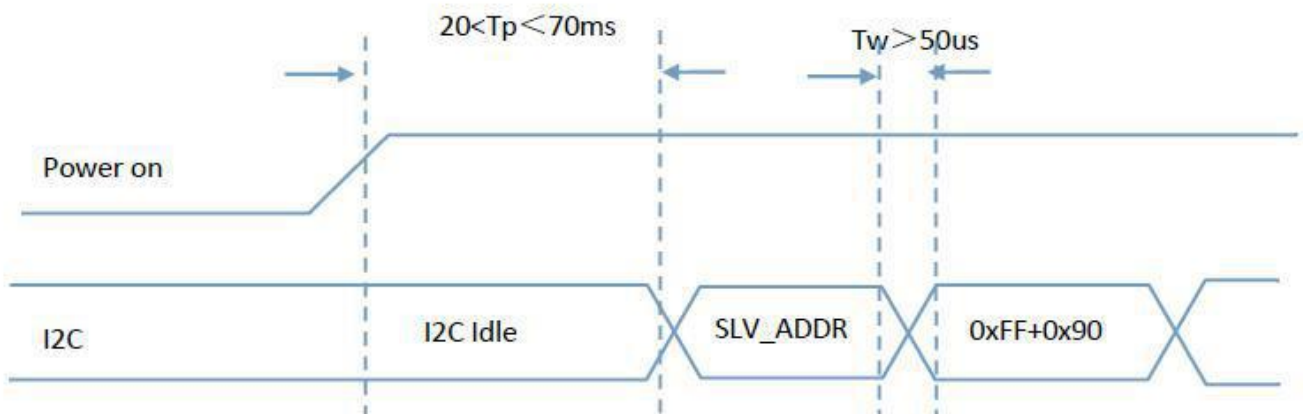 20<Tp＜70ms
Tw＞50us
Power on
I2C
I2C Idle
SLV_ADDR
0xFF+0x90